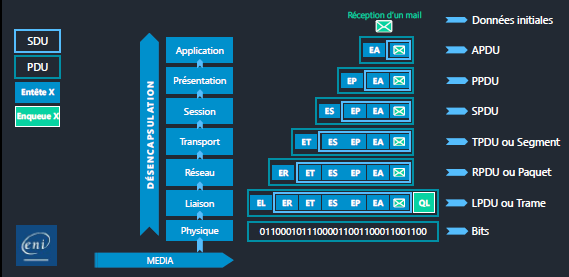 Réception d'un mail
Données initiales
SDU
PDU
Entête X
Enqueue X
DÉSENCAPSULATION
Application
EA
APDU
Présentation
EP EA
PPDU
Session
ES EP EA
SPDU
Transport
ET ES EP EA
TPDU ou Segment
Réseau
ER ET ES EP EA
RPDU ou Paquet
Liaison
EL ER ET ES EP EA QL
LPDU ou Trame
Physique
01100010111000011001100011001100
Bits
MEDIA
eni